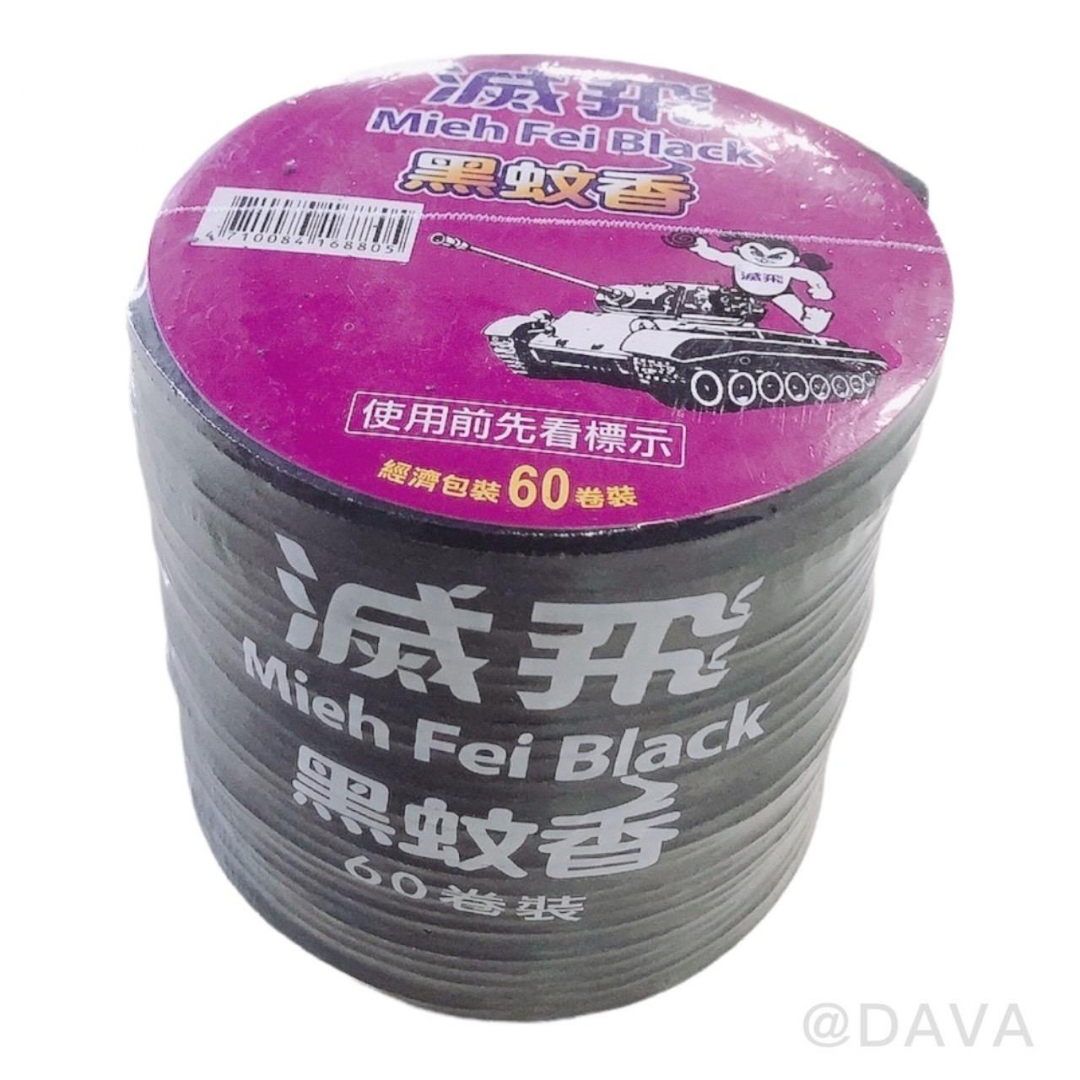 滅飛
Mieh Fei Black
黑蚊香
4710084168805
滅飛
使用前先看標示
經濟包裝60卷裝
滅飛
Mieh Fei Black
黑蚊香
60卷裝
@DAVA